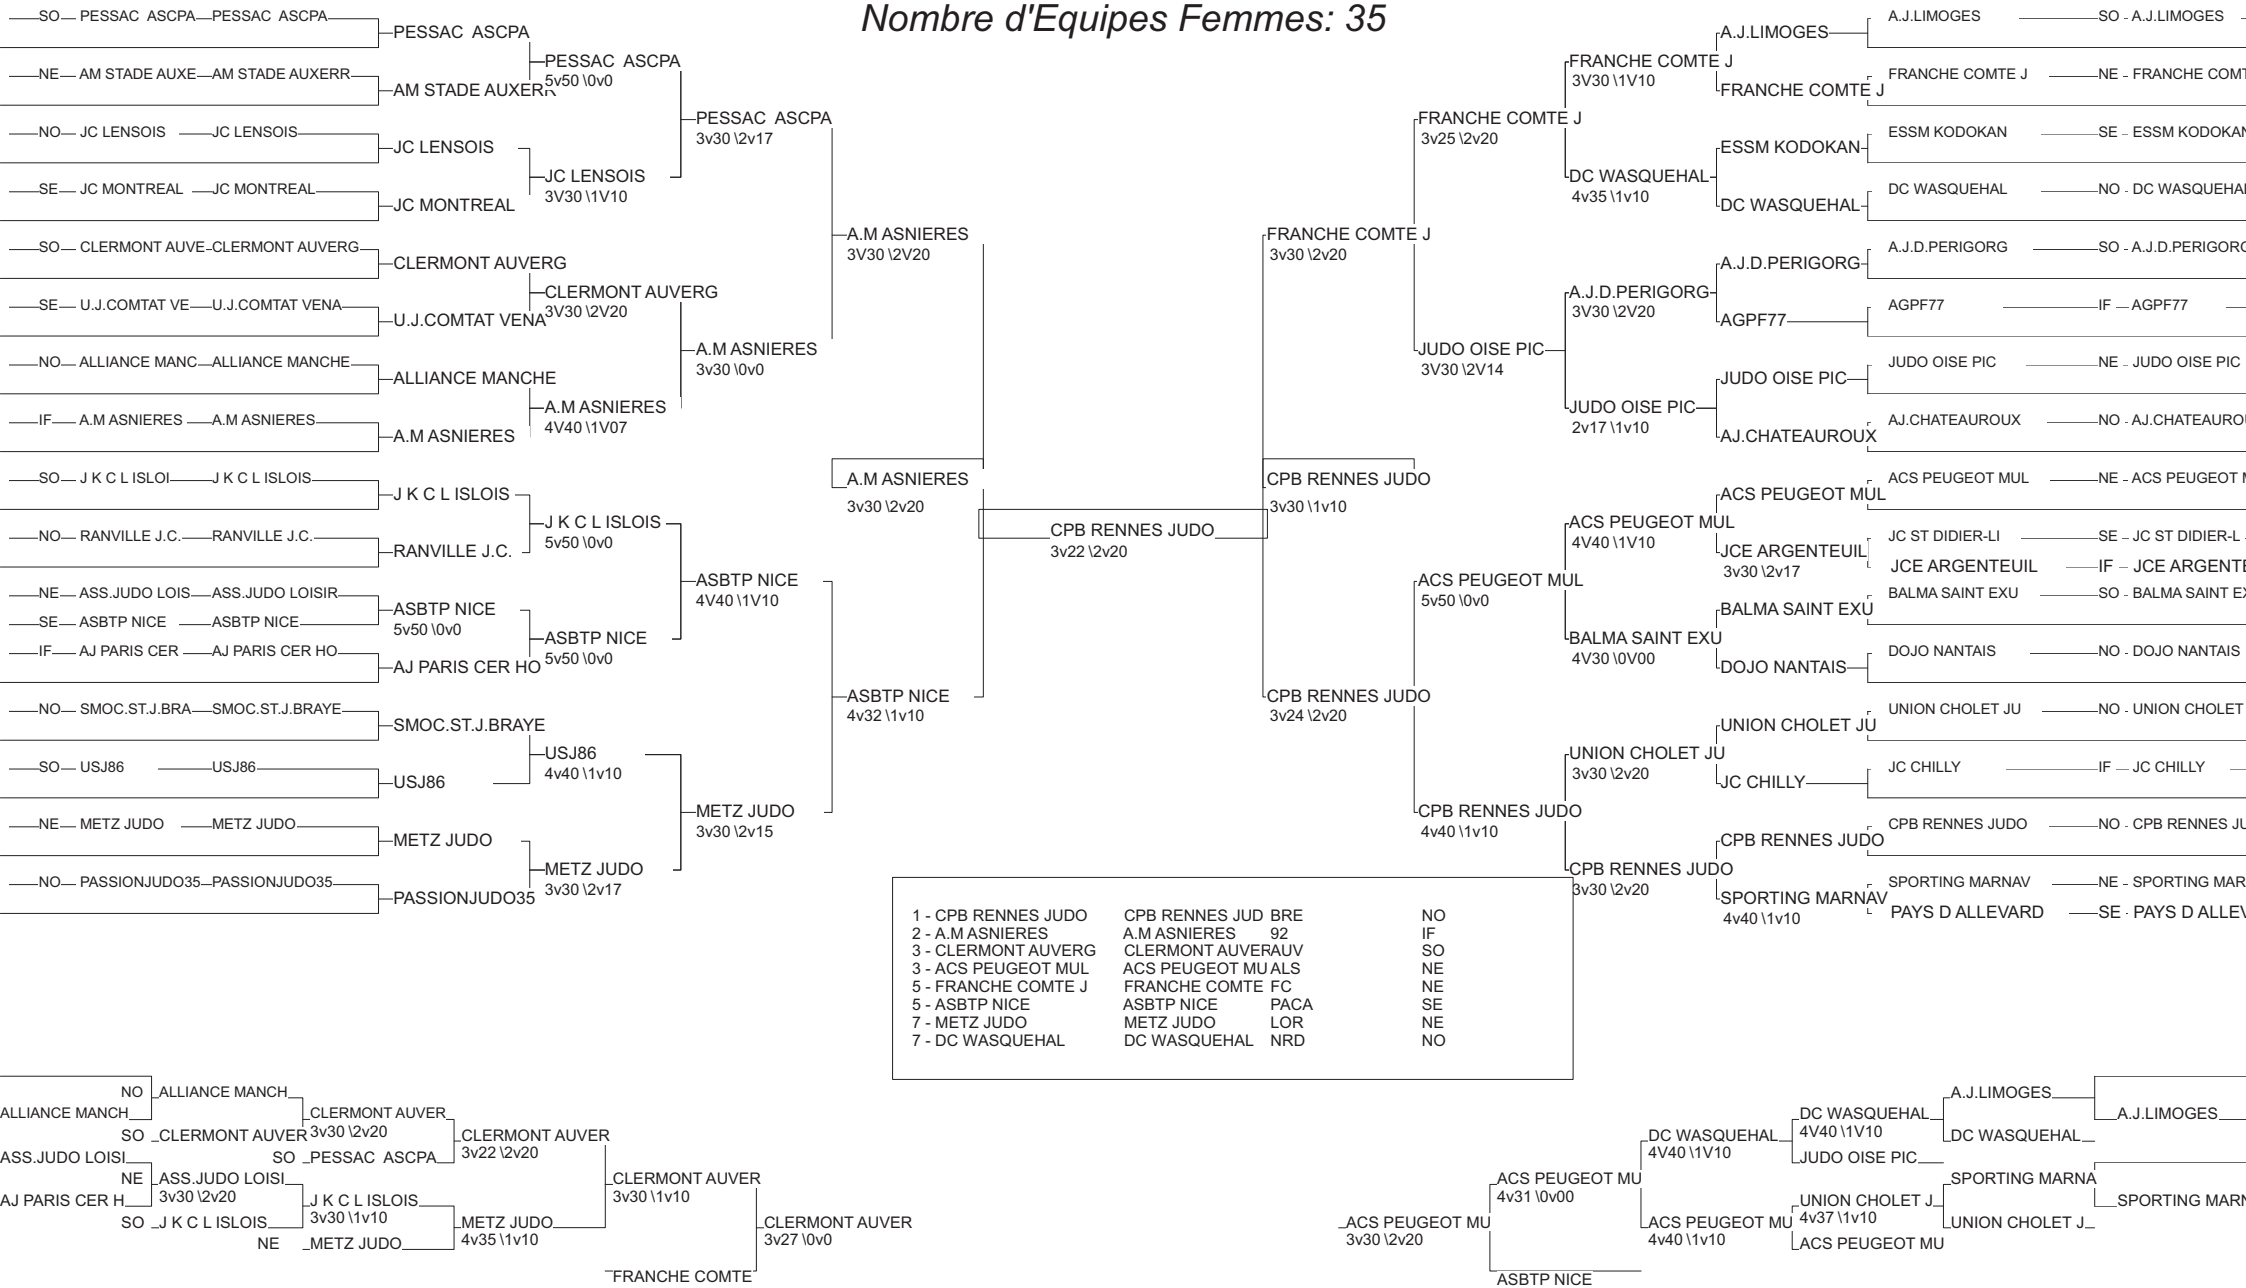 Nombre d'Equipes Femmes: 35
SO PESSAC ASCPA PESSAC ASCPA
NE AM STADE AUXE AM STADE AUXERR
NO JC LENSOIS JC LENSOIS
SE JC MONTREAL JC MONTREAL
SO CLERMONT AUVE CLERMONT AUVERG
SE U.J.COMTAT VE U.J.COMTAT VENA
NO ALLIANCE MANC ALLIANCE MANCHE
IF A.M ASNIERES A.M ASNIERES
SO J K C L ISLOI J K C L ISLOIS
NO RANVILLE J.C. RANVILLE J.C.
NE ASS.JUDO LOIS ASS.JUDO LOISIR
SE ASBTP NICE ASBTP NICE
IF AJ PARIS CER AJ PARIS CER HO
NO SMOC.ST.J.BRA SMOC.ST.J.BRAYE
SO USJ86 USJ86
NE METZ JUDO METZ JUDO
NO PASSIONJUDO35 PASSIONJUDO35
PESSAC ASCPA
AM STADE AUXERR
JC LENSOIS
JC MONTREAL
CLERMONT AUVERG
U.J.COMTAT VENA
ALLIANCE MANCHE
A.M ASNIERES
J K C L ISLOIS
RANVILLE J.C.
ASBTP NICE
5v50 \0v0
AJ PARIS CER HO
SMOC.ST.J.BRAYE
USJ86
METZ JUDO
PASSIONJUDO35
PESSAC ASCPA
5v50 \0v0
JC LENSOIS
3V30 \1V10
CLERMONT AUVERG
3V30 \2V20
A.M ASNIERES
4V40 \1V07
J K C L ISLOIS
5v50 \0v0
ASBTP NICE
5v50 \0v0
USJ86
4v40 \1v10
METZ JUDO
3v30 \2v17
PESSAC ASCPA
3v30 \2v17
A.M ASNIERES
3v30 \0v0
ASBTP NICE
4V40 \1V10
METZ JUDO
3v30 \2v15
A.M ASNIERES
3V30 \2V20
A.M ASNIERES
3v30 \2v20
ASBTP NICE
4v32 \1v10
CPB RENNES JUDO
3v22 \2v20
FRANCHE COMTE J
3v30 \2v20
CPB RENNES JUDO
3v30 \1v10
CPB RENNES JUDO
3v24 \2v20
FRANCHE COMTE J
3v25 \2v20
JUDO OISE PIC
3V30 \2V14
ACS PEUGEOT MUL
5v50 \0v0
CPB RENNES JUDO
4v40 \1v10
FRANCHE COMTE J
3V30 \1V10
DC WASQUEHAL
4v35 \1v10
A.J.D.PERIGORG
3V30 \2V20
JUDO OISE PIC
2v17 \1v10
ACS PEUGEOT MUL
4V40 \1V10
BALMA SAINT EXU
4V30 \0V00
UNION CHOLET JU
3v30 \2v20
CPB RENNES JUDO
3v30 \2v20
A.J.LIMOGES
FRANCHE COMTE J
ESSM KODOKAN
DC WASQUEHAL
A.J.D.PERIGORG
AGPF77
JUDO OISE PIC
AJ.CHATEAUROUX
ACS PEUGEOT MUL
JCE ARGENTEUIL
3v30 \2v17
BALMA SAINT EXU
DOJO NANTAIS
UNION CHOLET JU
JC CHILLY
CPB RENNES JUDO
SPORTING MARNAV
4v40 \1v10
A.J.LIMOGES SO - A.J.LIMOGES
FRANCHE COMTE J NE - FRANCHE COMT
ESSM KODOKAN SE - ESSM KODOKAN
DC WASQUEHAL NO - DC WASQUEHAL
A.J.D.PERIGORG SO - A.J.D.PERIGORG
AGPF77 IF - AGPF77
JUDO OISE PIC NE - JUDO OISE PIC
AJ.CHATEAUROUX NO - AJ.CHATEAUROU
ACS PEUGEOT MUL NE - ACS PEUGEOT M
JC ST DIDIER-LI SE - JC ST DIDIER-L
JCE ARGENTEUIL IF - JCE ARGENTE
BALMA SAINT EXU SO - BALMA SAINT EX
DOJO NANTAIS NO - DOJO NANTAIS
UNION CHOLET JU NO - UNION CHOLET
JC CHILLY IF - JC CHILLY
CPB RENNES JUDO NO - CPB RENNES JU
SPORTING MARNAV NE - SPORTING MAR
PAYS D ALLEVARD SE - PAYS D ALLEV
1 - CPB RENNES JUDO CPB RENNES JUD BRE NO
2 - A.M ASNIERES A.M ASNIERES 92 IF
3 - CLERMONT AUVERG CLERMONT AUVER AUV SO
3 - ACS PEUGEOT MUL ACS PEUGEOT MU ALS NE
5 - FRANCHE COMTE J FRANCHE COMTE FC NE
5 - ASBTP NICE ASBTP NICE PACA SE
7 - METZ JUDO METZ JUDO LOR NE
7 - DC WASQUEHAL DC WASQUEHAL NRD NO
ALLIANCE MANCH
ASS.JUDO LOISI
AJ PARIS CER H
NO ALLIANCE MANCH
SO CLERMONT AUVER
NE ASS.JUDO LOISI
3v30 \2v20
SO J K C L ISLOIS
CLERMONT AUVER
3v30 \2v20
SO PESSAC ASCPA
J K C L ISLOIS
3v30 \1v10
NE METZ JUDO
CLERMONT AUVER
3v22 \2v20
METZ JUDO
4v35 \1v10
CLERMONT AUVER
3v30 \1v10
FRANCHE COMTE
CLERMONT AUVER
3v27 \0v0
ACS PEUGEOT MU
3v30 \2v20
ACS PEUGEOT MU
4v31 \0v00
ASBTP NICE
DC WASQUEHAL
4V40 \1V10
ACS PEUGEOT MU
4v40 \1v10
DC WASQUEHAL
4V40 \1V10
JUDO OISE PIC
UNION CHOLET J
4v37 \1v10
ACS PEUGEOT MU
A.J.LIMOGES
DC WASQUEHAL
SPORTING MARNA
UNION CHOLET J
A.J.LIMOGES
SPORTING MARN